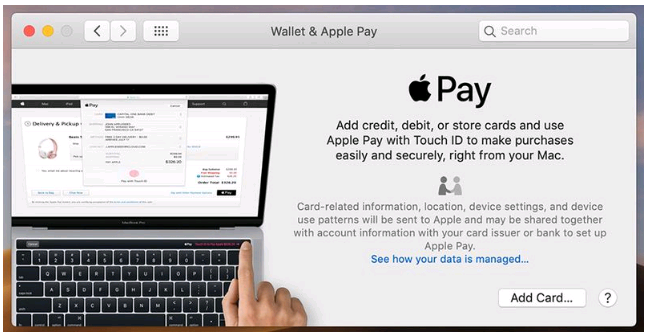 Wallet & Apple Pay
Search
Pay
Add credit, debit, or store cards and use
Apple Pay with Touch ID to make purchases
easily and securely, right from your Mac.
Card-related information, location, device settings, and device
use patterns will be sent to Apple and may be shared together
with account information with your card issuer or bank to set up
Apple Pay.
See how your data is managed...
Add Card...
?
Delivery & Pickup
Pay
Pay with Touch ID
Order Total
MacBook Pro